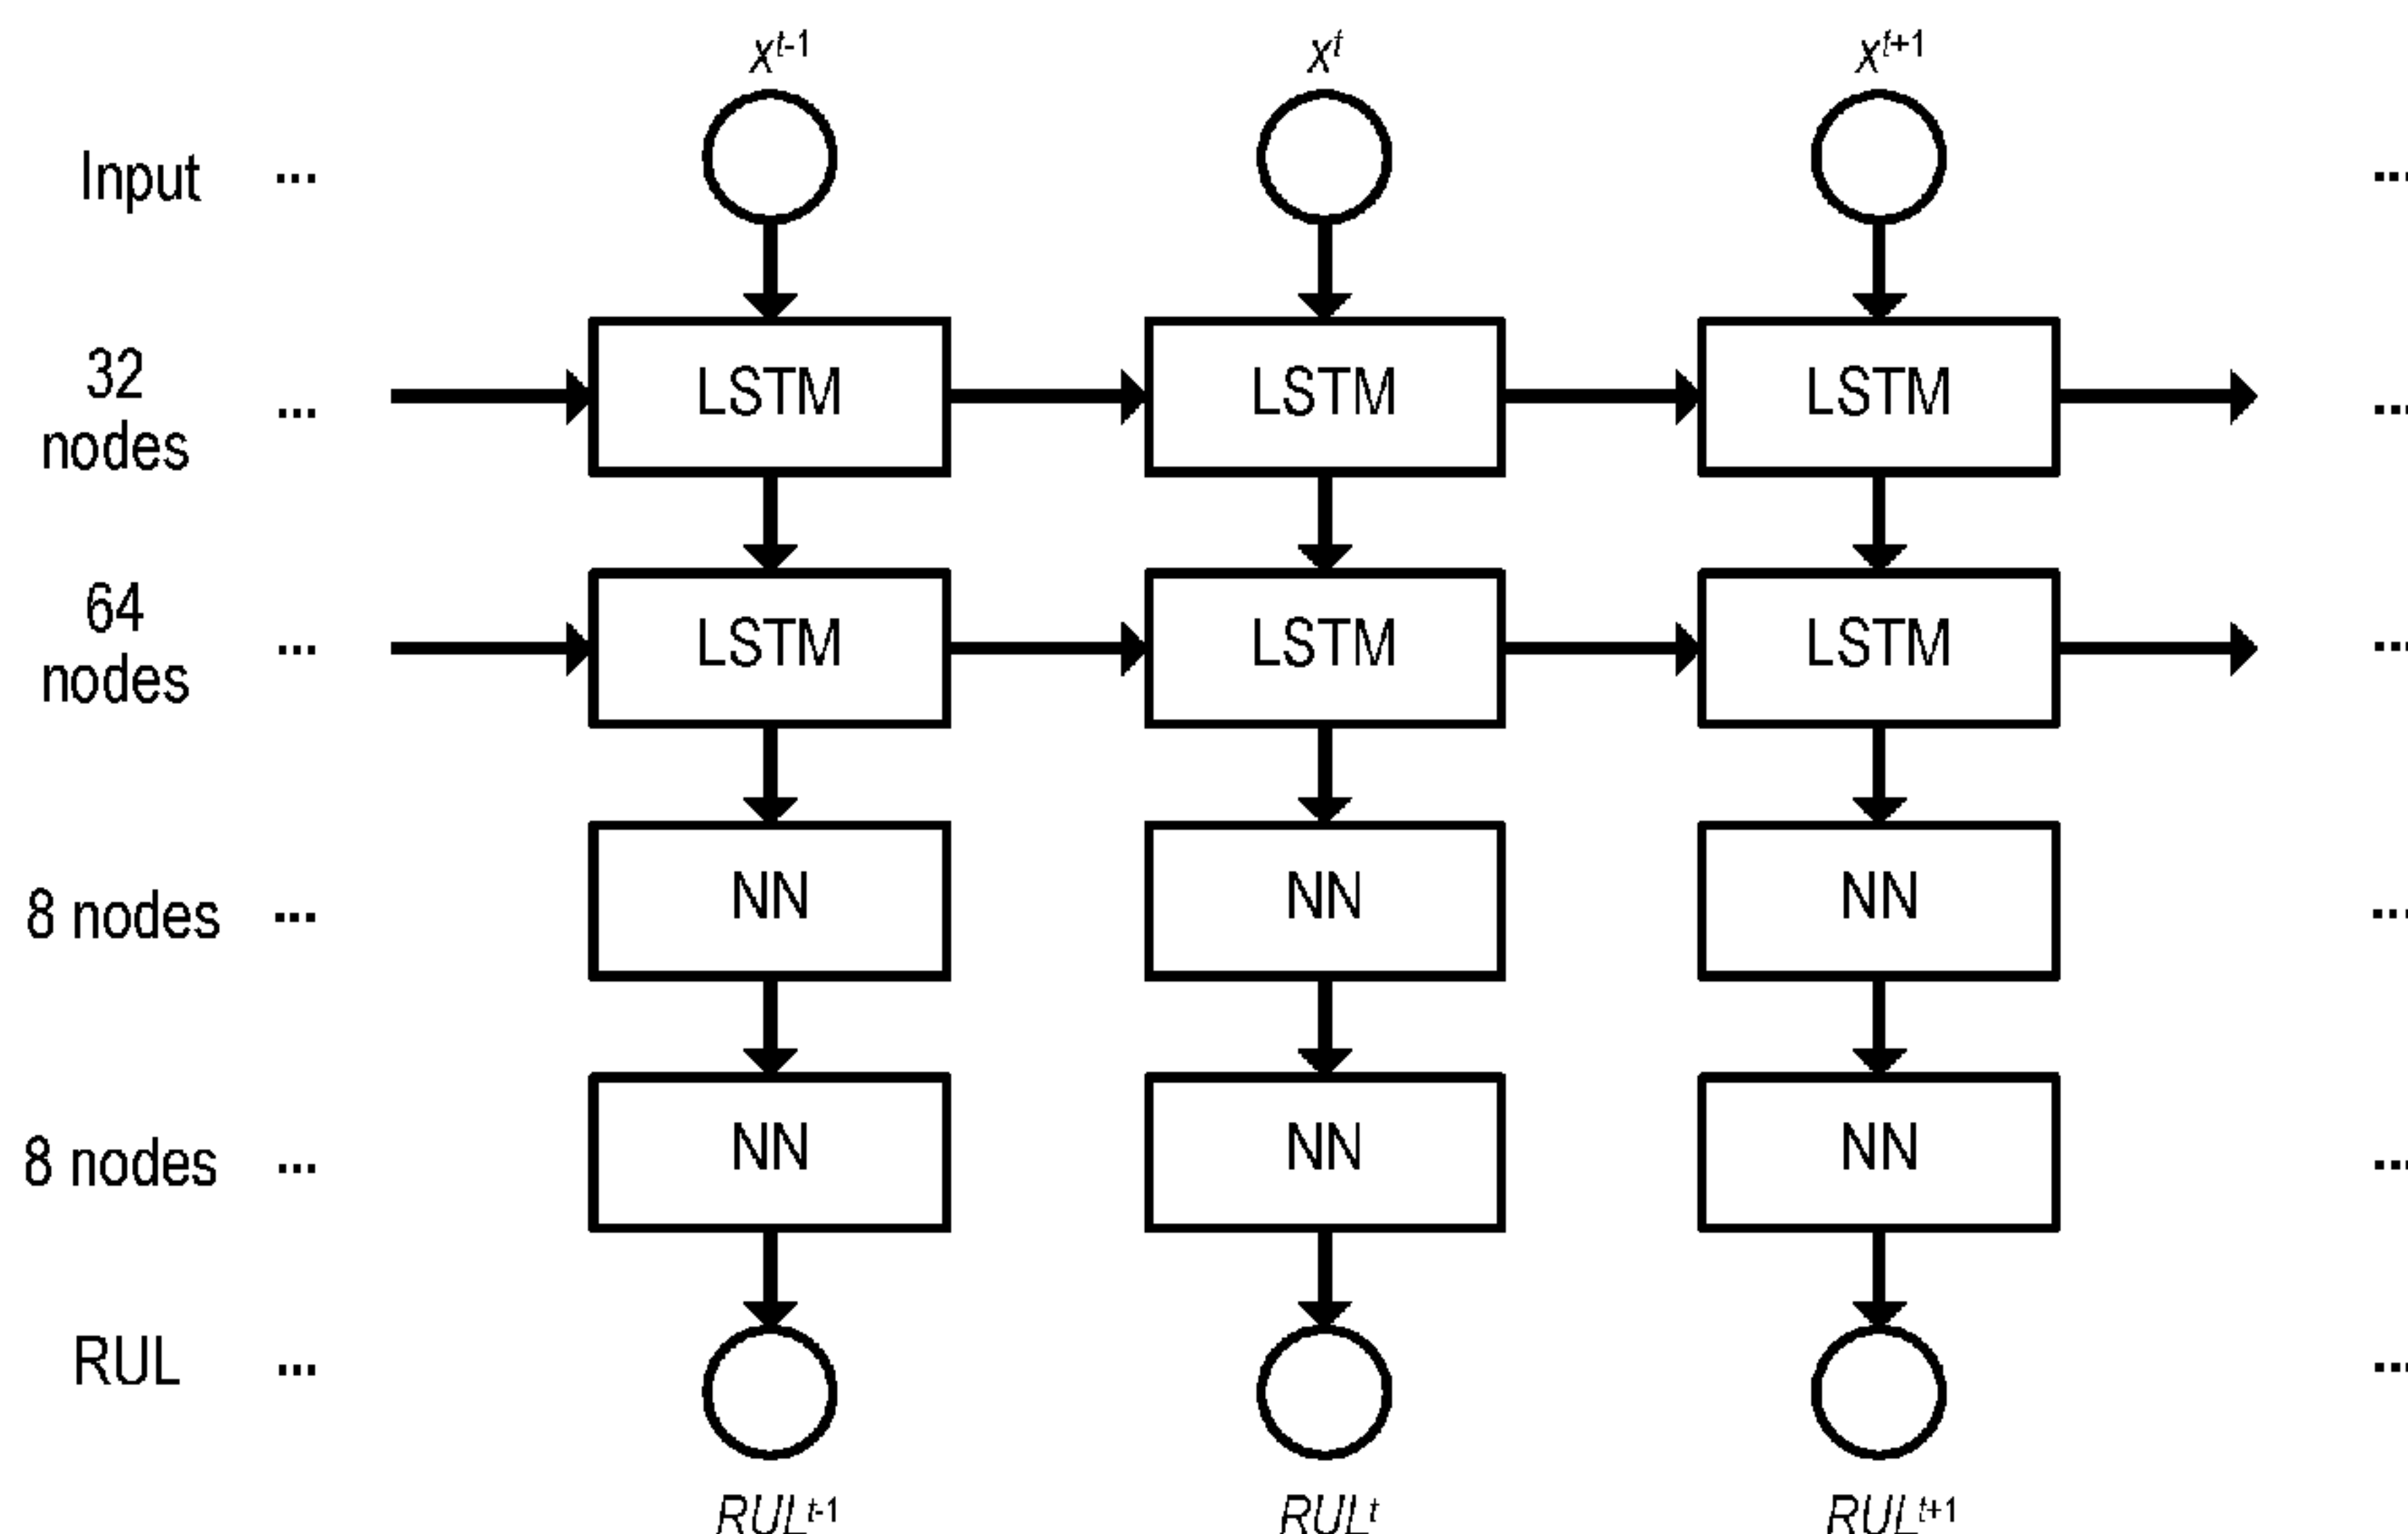 x^{t-1} x^t x^{t+1}
Input ... ...
32
nodes ... LSTM LSTM LSTM ...
64
nodes ... LSTM LSTM LSTM ...
8 nodes ... NN NN NN ...
8 nodes ... NN NN NN ...
RUL ... ...
RUL^{t-1} RUL^t RUL^{t+1}